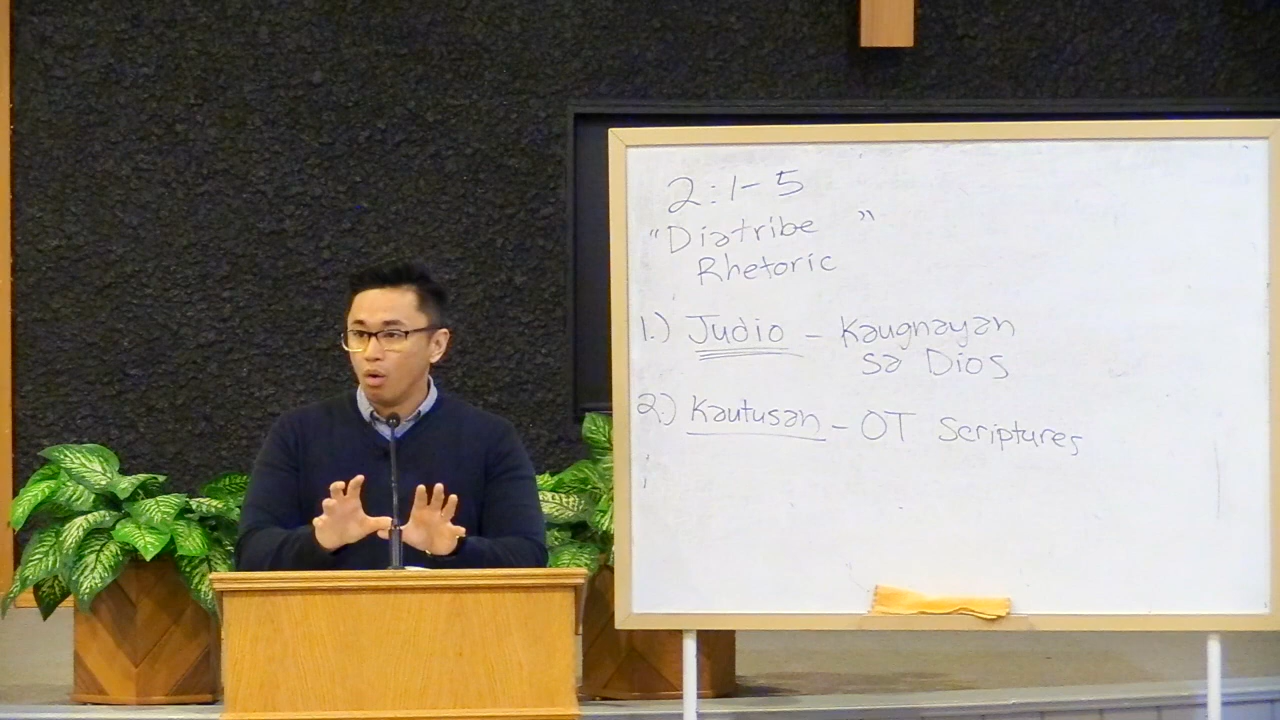 2:1-5
"Diatribe "
Rhetoric
1.) Judio - Kaugnayan
sa Dios
2.) Kautusan - OT Scriptures